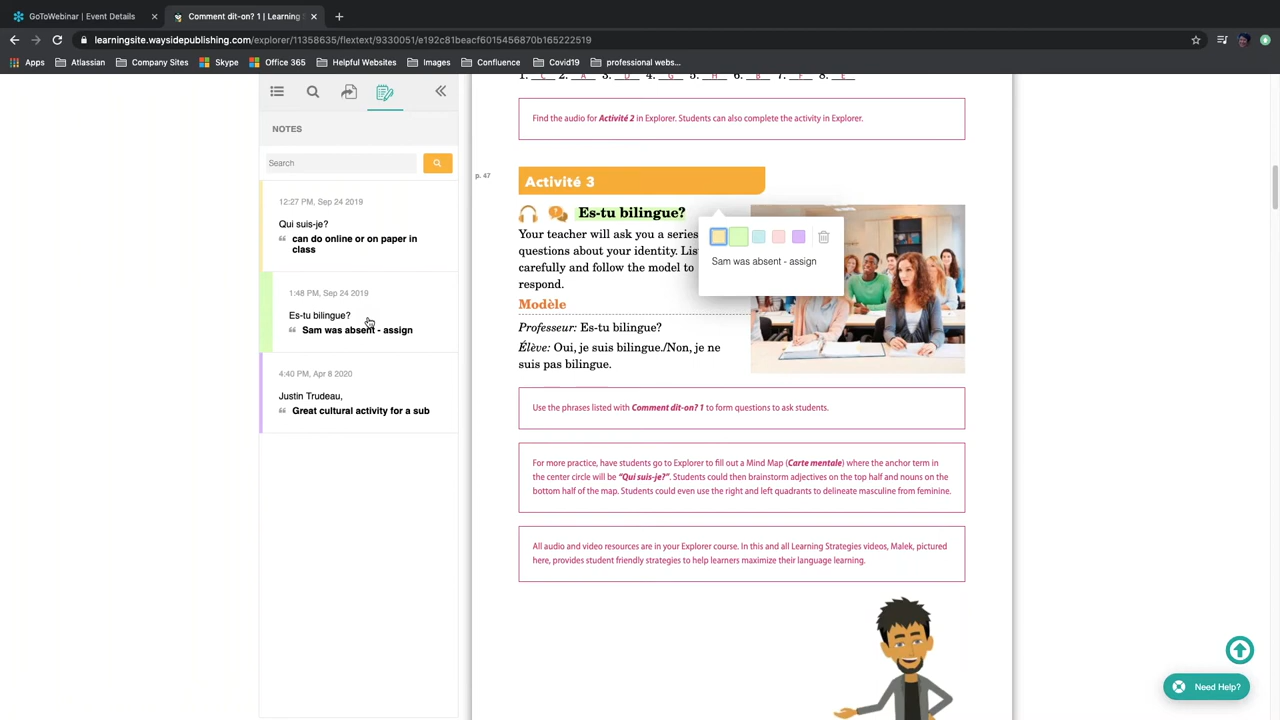 GoToWebinar | Event Details
Comment dit-on? 1 | Learning
learningsite.waysidepublishing.com/explorer/11358635/flextext/9330051/e192c81beacf6015456870b165222519
Apps
Atlassian
Company Sites
Skype
Office 365
Helpful Websites
Images
Confluence
Covid19
professional webs...
NOTES
Search
12:27 PM, Sep 24 2019
Qui suis-je?
can do online or on paper in
class
1:48 PM, Sep 24 2019
Es-tu bilingue?
Sam was absent - assign
4:40 PM, Apr 8 2020
Justin Trudeau,
Great cultural activity for a sub
1. C 2. A 3. D 4. G 5. H 6. B 7. F 8. E
Find the audio for Activité 2 in Explorer. Students can also complete the activity in Explorer.
p. 47
Activité 3
Es-tu bilingue?
Your teacher will ask you a series
questions about your identity. Lis
carefully and follow the model to
respond.
Sam was absent - assign
Modèle
Professeur: Es-tu bilingue?
Élève: Oui, je suis bilingue./Non, je ne
suis pas bilingue.
Use the phrases listed with Comment dit-on? 1 to form questions to ask students.
For more practice, have students go to Explorer to fill out a Mind Map (Carte mentale) where the anchor term in
the center circle will be "Qui suis-je?". Students could then brainstorm adjectives on the top half and nouns on the
bottom half of the map. Students could even use the right and left quadrants to delineate masculine from feminine.
All audio and video resources are in your Explorer course. In this and all Learning Strategies videos, Malek, pictured
here, provides student friendly strategies to help learners maximize their language learning.
Need Help?